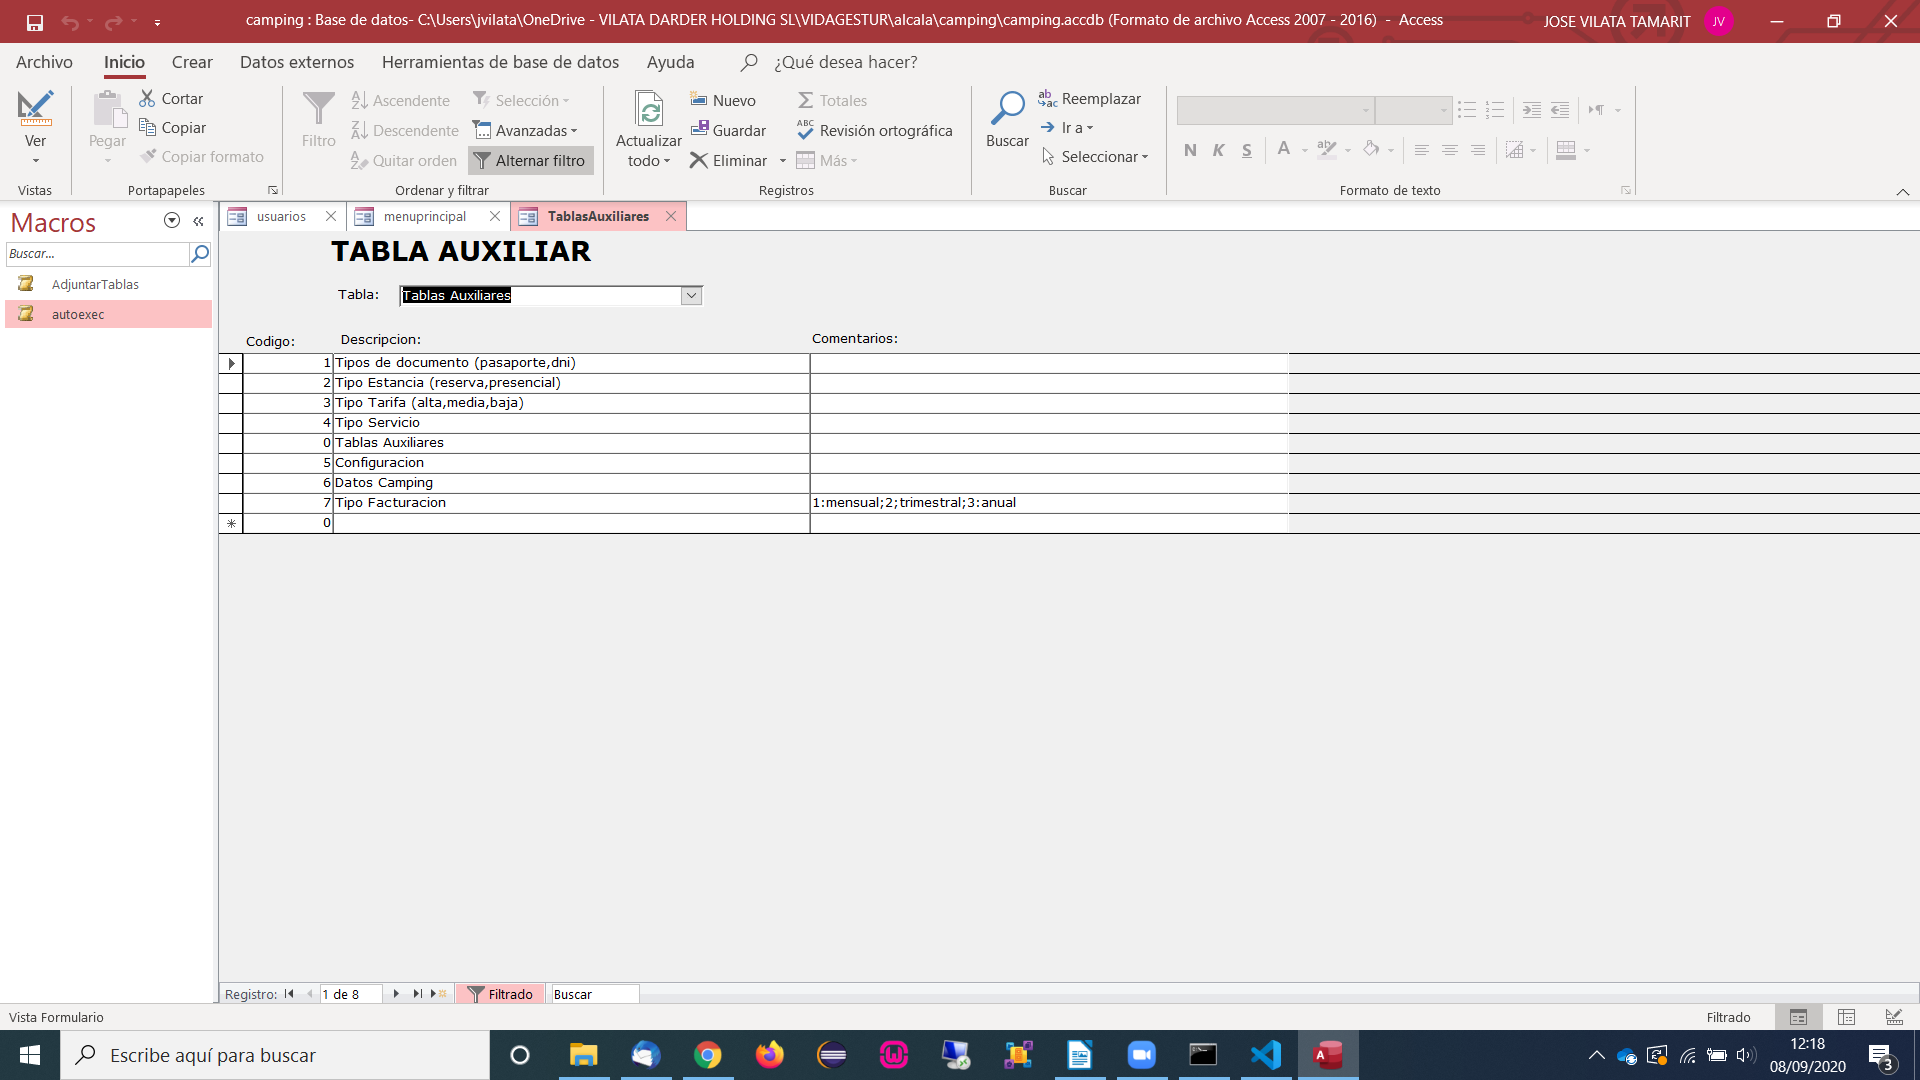 camping : Base de datos- C:\Users\jvilata\OneDrive - VILATA DARDER HOLDING SL\VIDAGESTUR\alcala\camping\camping.accdb (Formato de archivo Access 2007 - 2016) - Access
JOSE VILATA TAMARIT
JV
Archivo
Inicio
Crear
Datos externos
Herramientas de base de datos
Ayuda
¿Qué desea hacer?
Ver
Vistas
Pegar
Cortar
Copiar
Copiar formato
Portapapeles
Filtro
Ascendente
Descendente
Quitar orden
Selección
Avanzadas
Alternar filtro
Ordenar y filtrar
Actualizar
todo
Nuevo
Guardar
Eliminar
Totales
Revisión ortográfica
Más
Registros
Buscar
Reemplazar
Ir a
Seleccionar
Buscar
N K S A
Formato de texto
Macros
Buscar...
AdjuntarTablas
autoexec
usuarios
menuprincipal
TablasAuxiliares
TABLA AUXILIAR
Tabla: Tablas Auxiliares
Codigo: Descripcion: Comentarios:
1 Tipos de documento (pasaporte,dni)
2 Tipo Estancia (reserva,presencial)
3 Tipo Tarifa (alta,media,baja)
4 Tipo Servicio
0 Tablas Auxiliares
5 Configuracion
6 Datos Camping
7 Tipo Facturacion 1:mensual;2;trimestral;3:anual
0
Registro: 1 de 8 Filtrado Buscar
Vista Formulario
Filtrado
Escribe aquí para buscar
12:18
08/09/2020
3